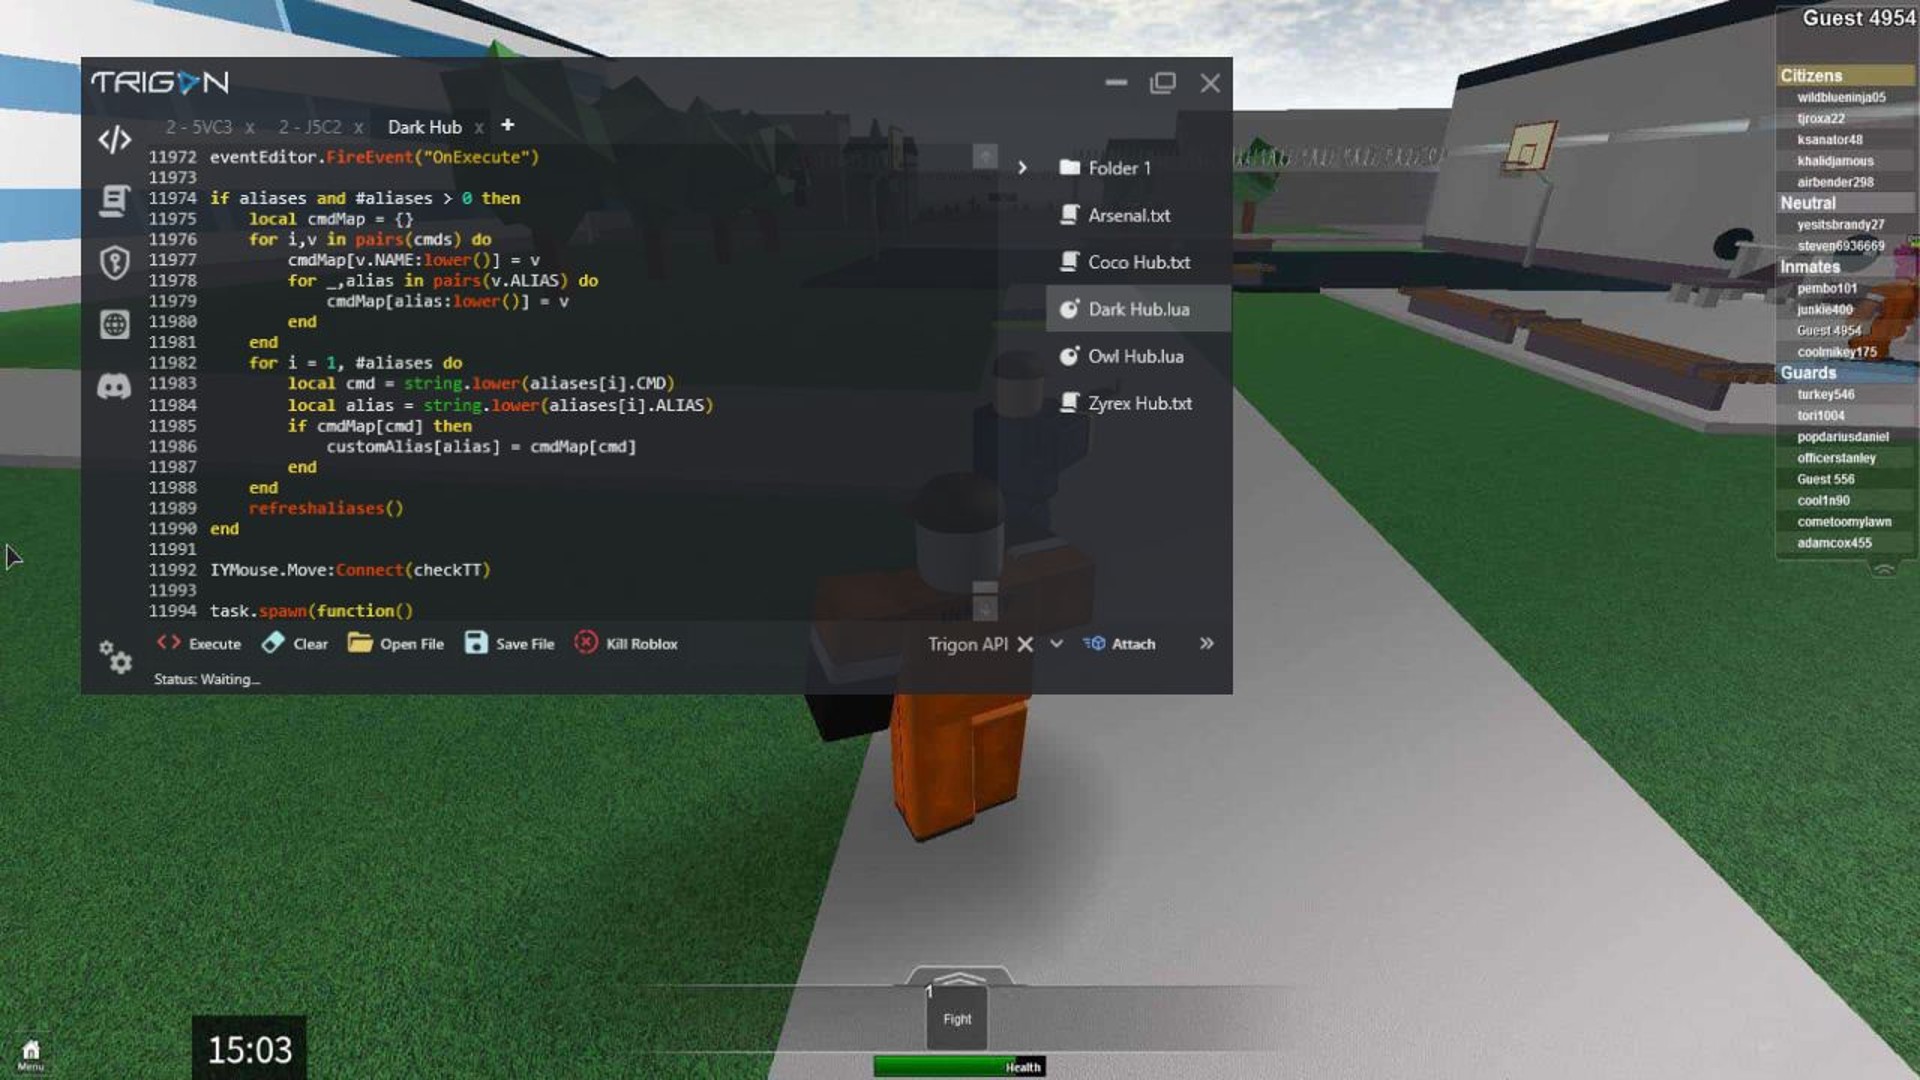 TRIGON
2 - 5VC3 x 2 - J5C2 x Dark Hub x +
11972 eventEditor.FireEvent("OnExecute")
11973
11974 if aliases and #aliases > 0 then
11975 local cmdMap = {}
11976 for i,v in pairs(cmds) do
11977 cmdMap[v.NAME:lower()] = v
11978 for _,alias in pairs(v.ALIAS) do
11979 cmdMap[alias:lower()] = v
11980 end
11981 end
11982 for i = 1, #aliases do
11983 local cmd = string.lower(aliases[i].CMD)
11984 local alias = string.lower(aliases[i].ALIAS)
11985 if cmdMap[cmd] then
11986 customAlias[alias] = cmdMap[cmd]
11987 end
11988 end
11989 refreshaliases()
11990 end
11991
11992 IYMouse.Move:Connect(checkTT)
11993
11994 task.spawn(function()
Folder 1
Arsenal.txt
Coco Hub.txt
Dark Hub.lua
Owl Hub.lua
Zyrex Hub.txt
Execute Clear Open File Save File Kill Roblox Trigon API Attach
Status: Waiting...
Guest 4954
Citizens
wildblueninja05
tjroxa22
ksanator48
khalidjamous
airbender298
Neutral
yesitsbrandy27
steven6936669
Inmates
pembo101
junkie400
Guest 4954
coolmikey175
Guards
turkey546
tori1004
popdariusdaniel
officerstanley
Guest 556
cool1n90
cometoomylawn
adamcox455
1
Fight
Health
Menu
15:03